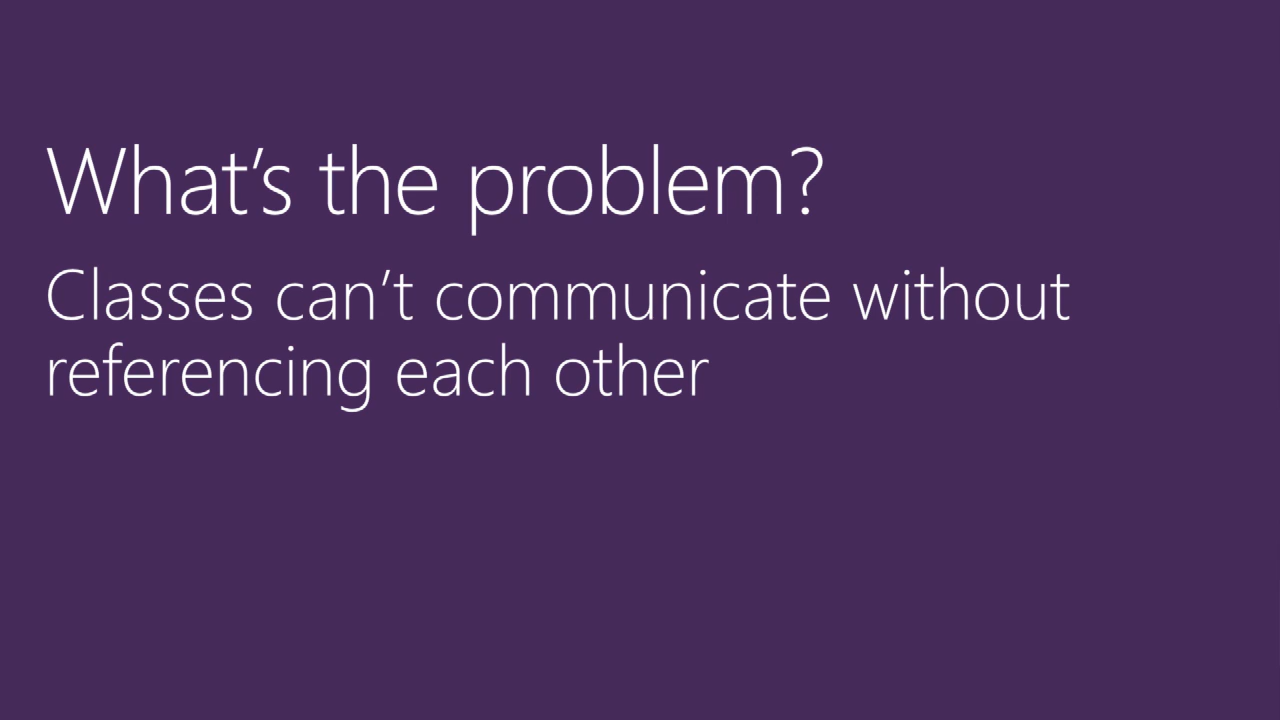 What’s the problem?
Classes can’t communicate without
referencing each other